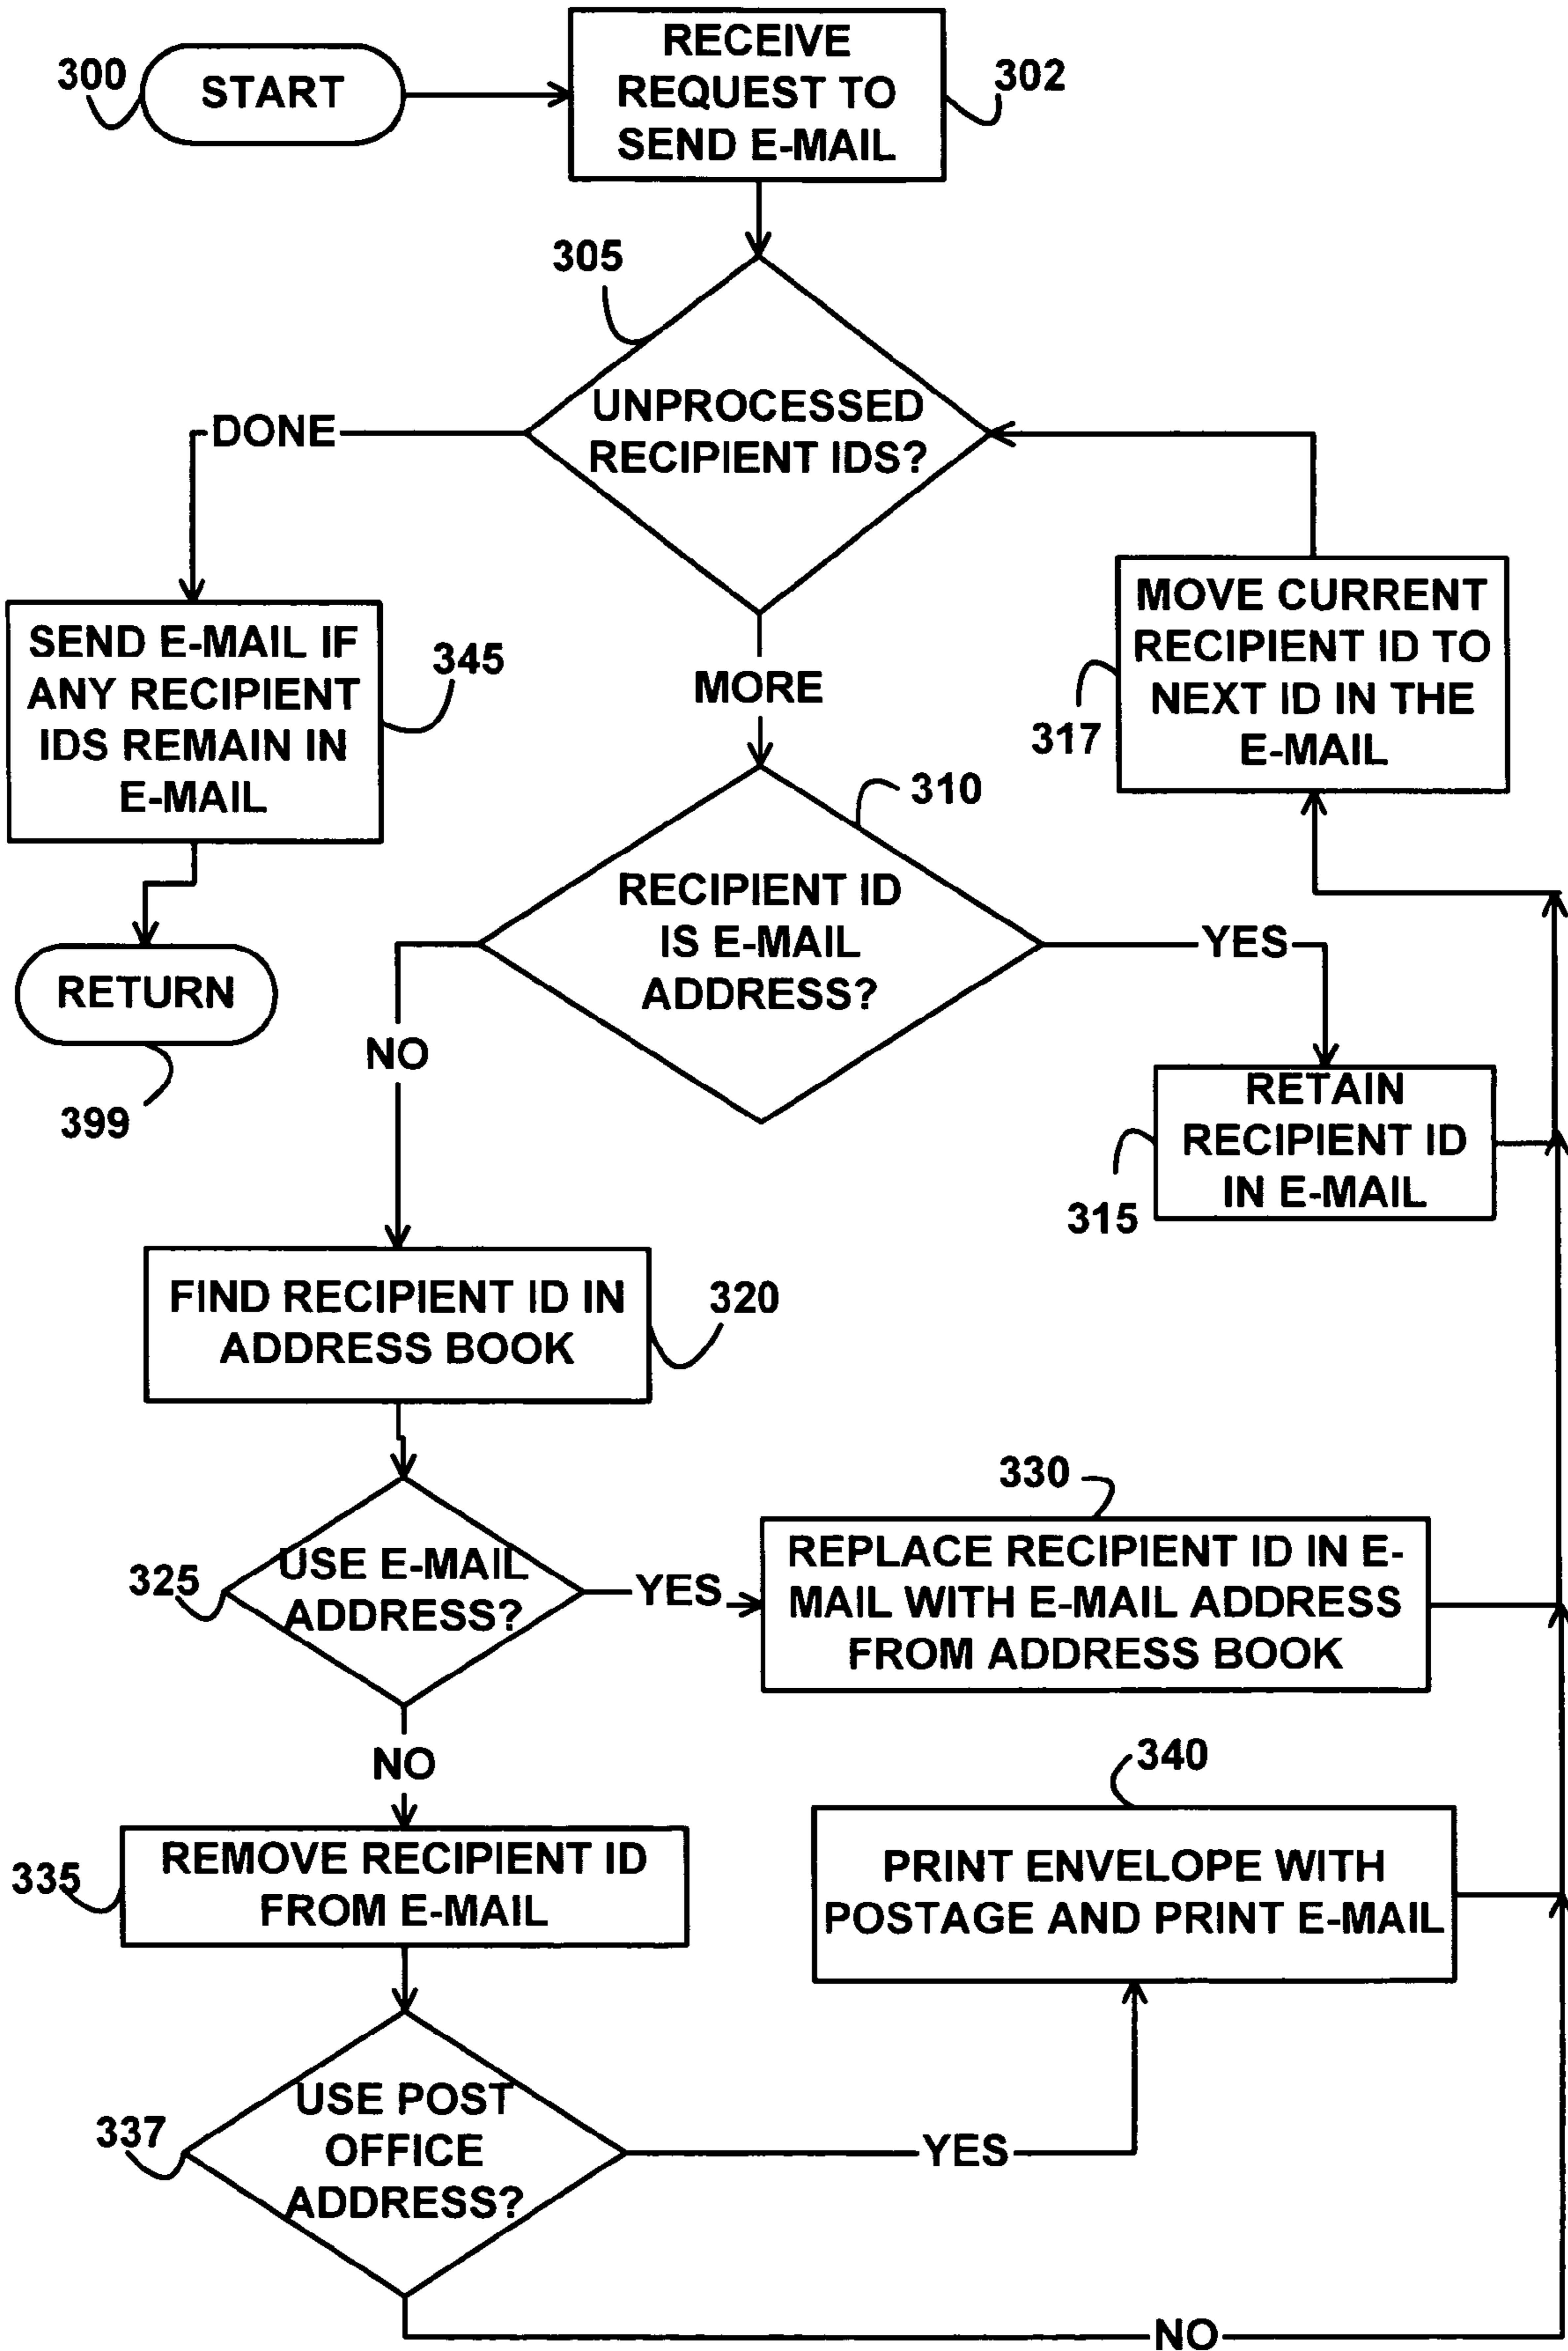 300
START
RECEIVE
REQUEST TO
SEND E-MAIL
302
305
UNPROCESSED
RECIPIENT IDS?
DONE
MORE
SEND E-MAIL IF
ANY RECIPIENT
IDS REMAIN IN
E-MAIL
345
MOVE CURRENT
RECIPIENT ID TO
NEXT ID IN THE
E-MAIL
317
310
RECIPIENT ID
IS E-MAIL
ADDRESS?
YES
NO
RETURN
399
RETAIN
RECIPIENT ID
IN E-MAIL
315
FIND RECIPIENT ID IN
ADDRESS BOOK
320
325
USE E-MAIL
ADDRESS?
YES
330
REPLACE RECIPIENT ID IN E-
MAIL WITH E-MAIL ADDRESS
FROM ADDRESS BOOK
NO
335
REMOVE RECIPIENT ID
FROM E-MAIL
340
PRINT ENVELOPE WITH
POSTAGE AND PRINT E-MAIL
337
USE POST
OFFICE
ADDRESS?
YES
NO